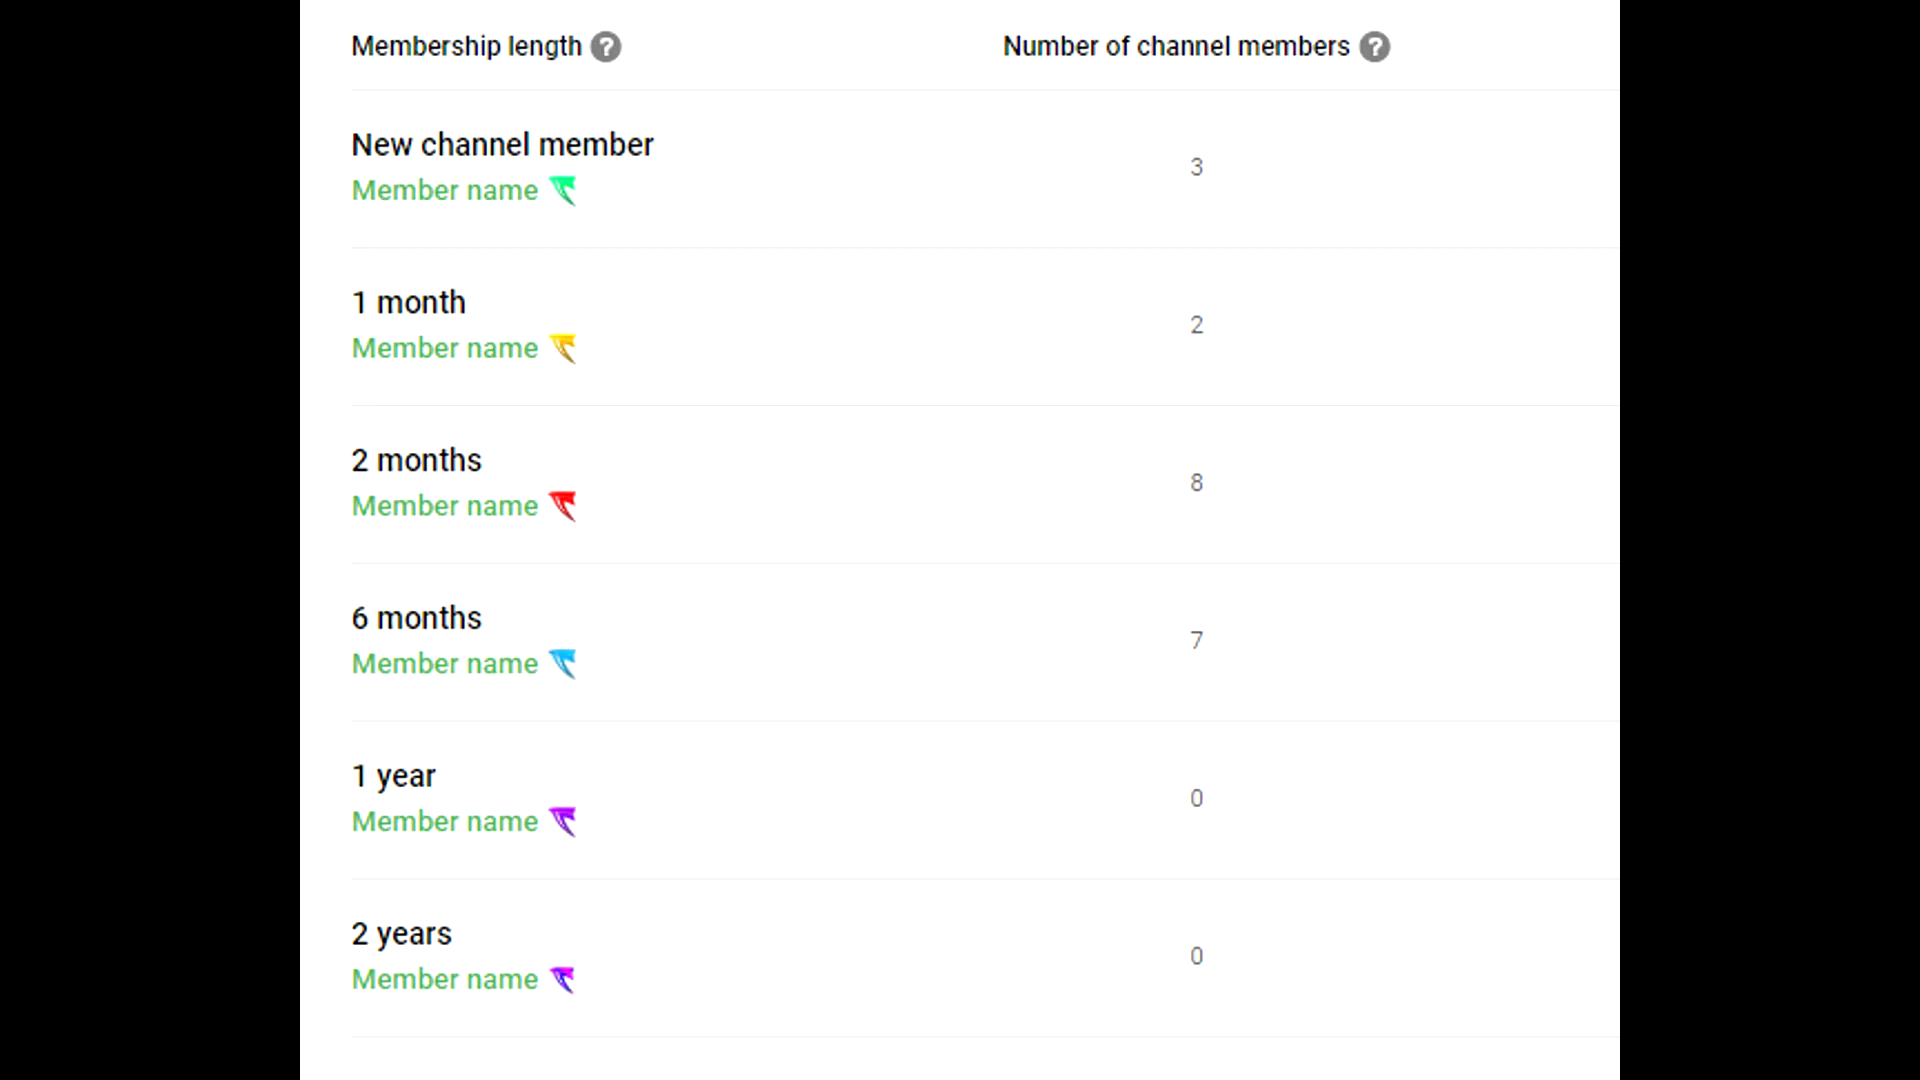 Membership length ? Number of channel members ?
New channel member
Member name
3
1 month
Member name
2
2 months
Member name
8
6 months
Member name
7
1 year
Member name
0
2 years
Member name
0